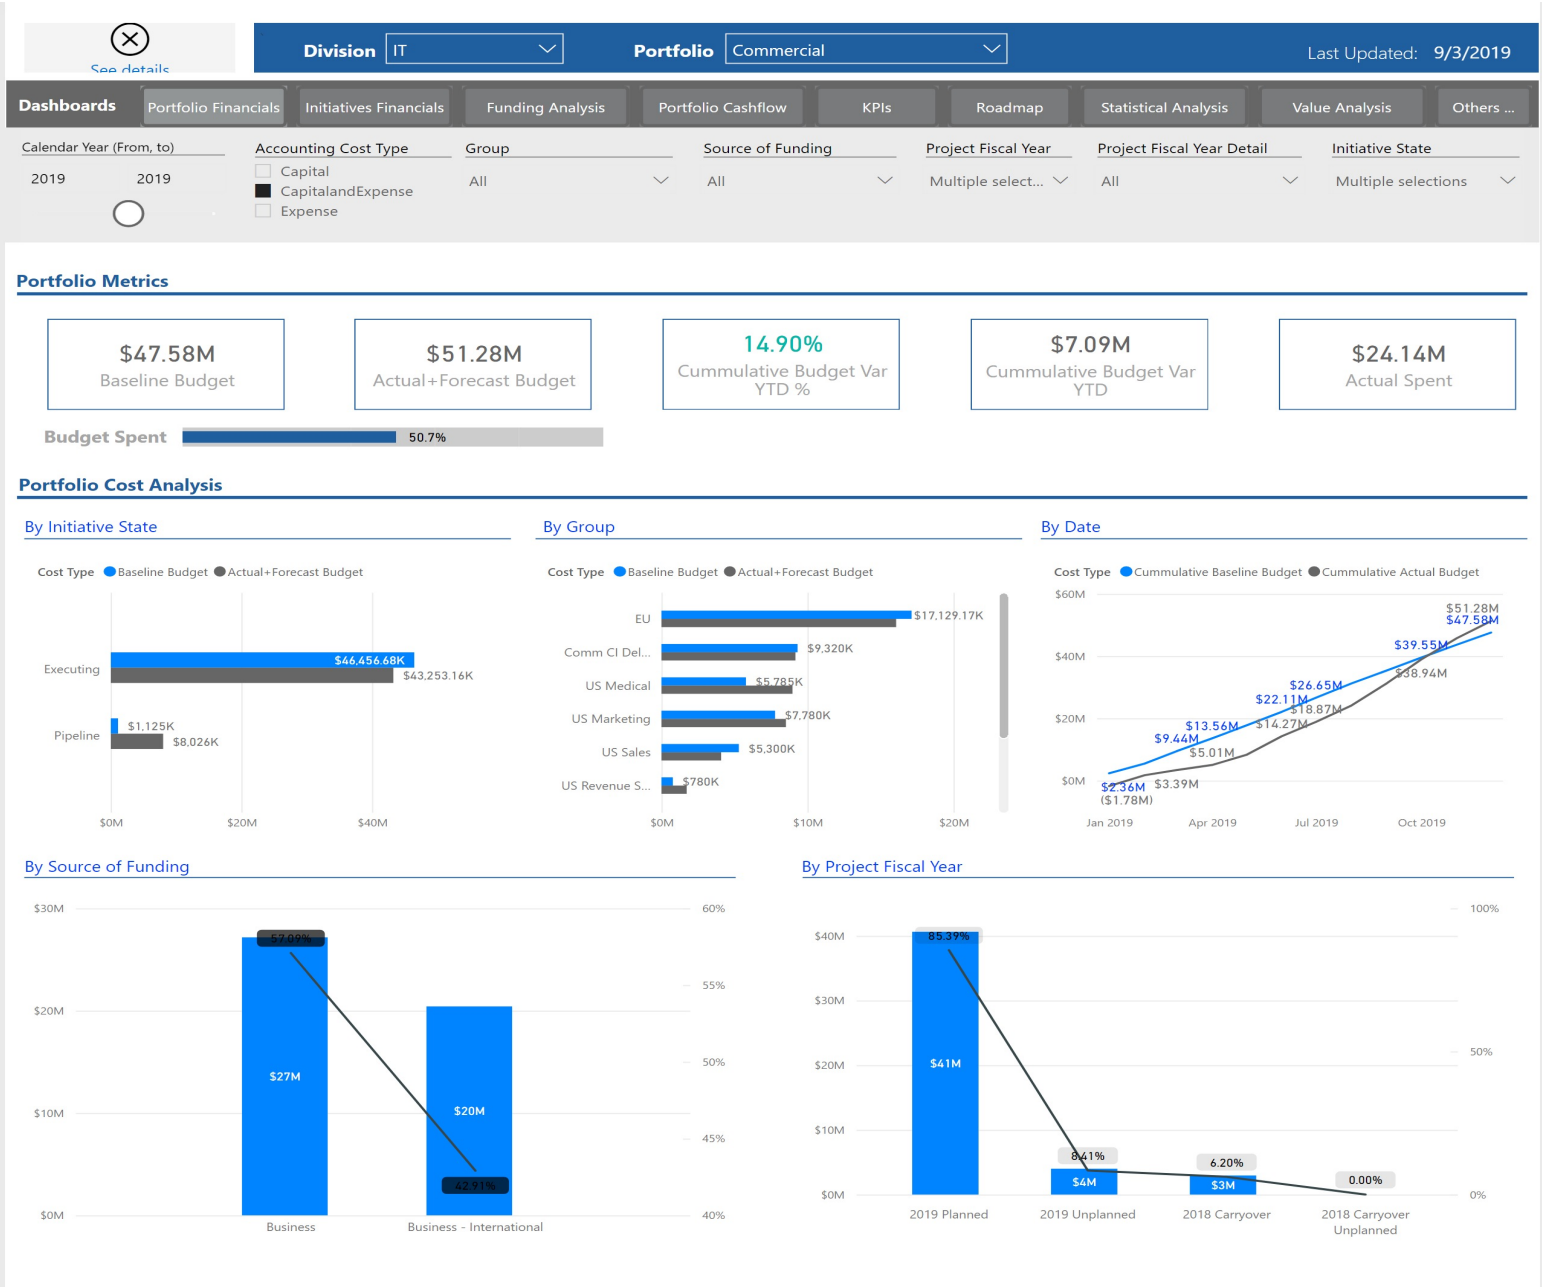 See details
Division IT Portfolio Commercial Last Updated: 9/3/2019
Dashboards Portfolio Financials Initiatives Financials Funding Analysis Portfolio Cashflow KPIs Roadmap Statistical Analysis Value Analysis Others ...
Calendar Year (From, to) Accounting Cost Type Group Source of Funding Project Fiscal Year Project Fiscal Year Detail Initiative State
2019 2019 Capital All All Multiple select... All Multiple selections
CapitalandExpense
Expense
Portfolio Metrics
$47.58M
Baseline Budget
$51.28M
Actual+Forecast Budget
14.90%
Cummulative Budget Var
YTD %
$7.09M
Cummulative Budget Var
YTD
$24.14M
Actual Spent
Budget Spent 50.7%
Portfolio Cost Analysis
By Initiative State
Cost Type Baseline Budget Actual+Forecast Budget
Executing $46,456.68K
$43,253.16K
Pipeline $1,125K
$8,026K
$0M $20M $40M
By Group
Cost Type Baseline Budget Actual+Forecast Budget
EU $17,129.17K
Comm CI Del... $9,320K
US Medical $5,785K
US Marketing $7,780K
US Sales $5,300K
US Revenue S... $780K
$0M $10M $20M
By Date
Cost Type Cummulative Baseline Budget Cummulative Actual Budget
$60M
$51.28M
$47.58M
$39.55M
$40M
$38.94M
$26.65M
$22.11M
$18.87M
$20M
$13.56M
$14.27M
$9.44M
$5.01M
$0M
$2.36M
$3.39M
($1.78M)
Jan 2019 Apr 2019 Jul 2019 Oct 2019
By Source of Funding
$30M 60%
57.09%
55%
$20M
50%
$27M
$10M
$20M
45%
42.91%
$0M 40%
Business Business - International
By Project Fiscal Year
100%
$40M 85.39%
$30M
$20M 50%
$41M
$10M
8.41%
6.20%
0.00%
$4M $3M
$0M 0%
2019 Planned 2019 Unplanned 2018 Carryover 2018 Carryover
Unplanned